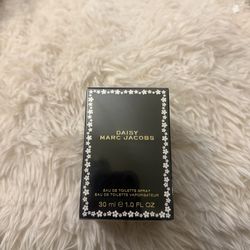 DAISY
MARC JACOBS
EAU DE TOILETTE SPRAY
EAU DE TOILETTE VAPORISATEUR
30 ml ℮ 1.0 FL OZ